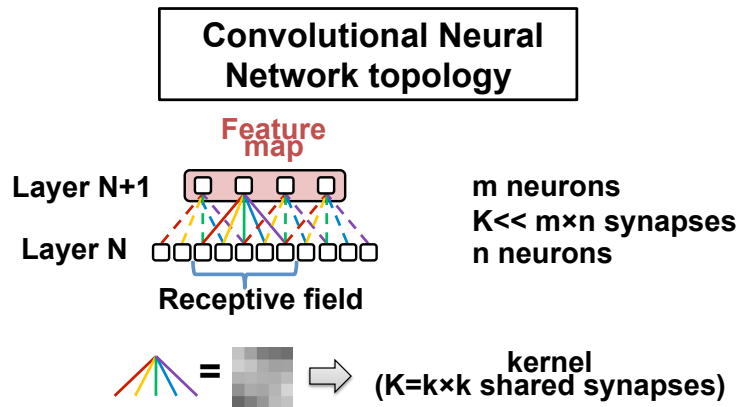 Convolutional Neural
Network topology
Feature
map
Layer N+1
m neurons
K<< m×n synapses
Layer N
n neurons
Receptive field
=
kernel
(K=k×k shared synapses)